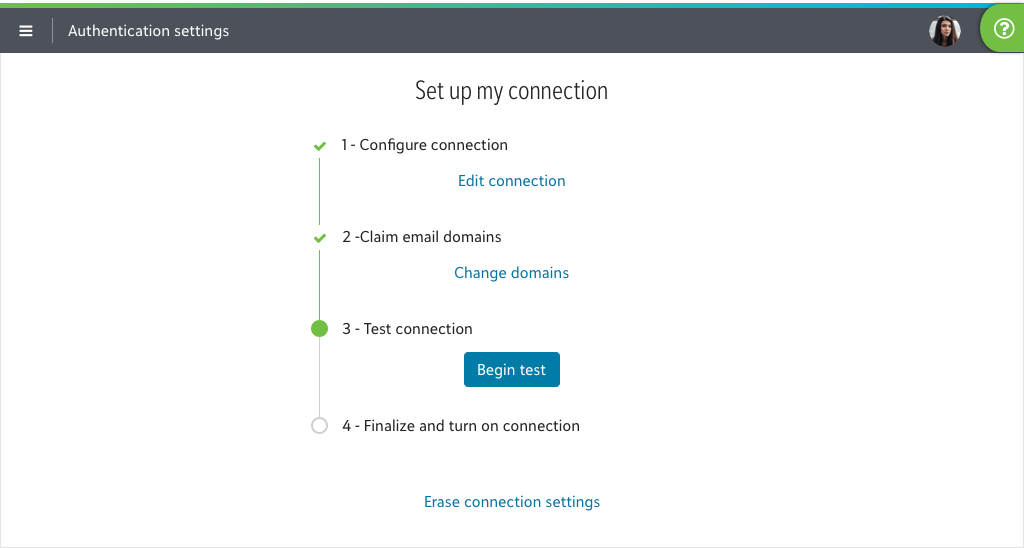 Authentication settings
Set up my connection
1 - Configure connection
Edit connection
2 -Claim email domains
Change domains
3 - Test connection
Begin test
4 - Finalize and turn on connection
Erase connection settings